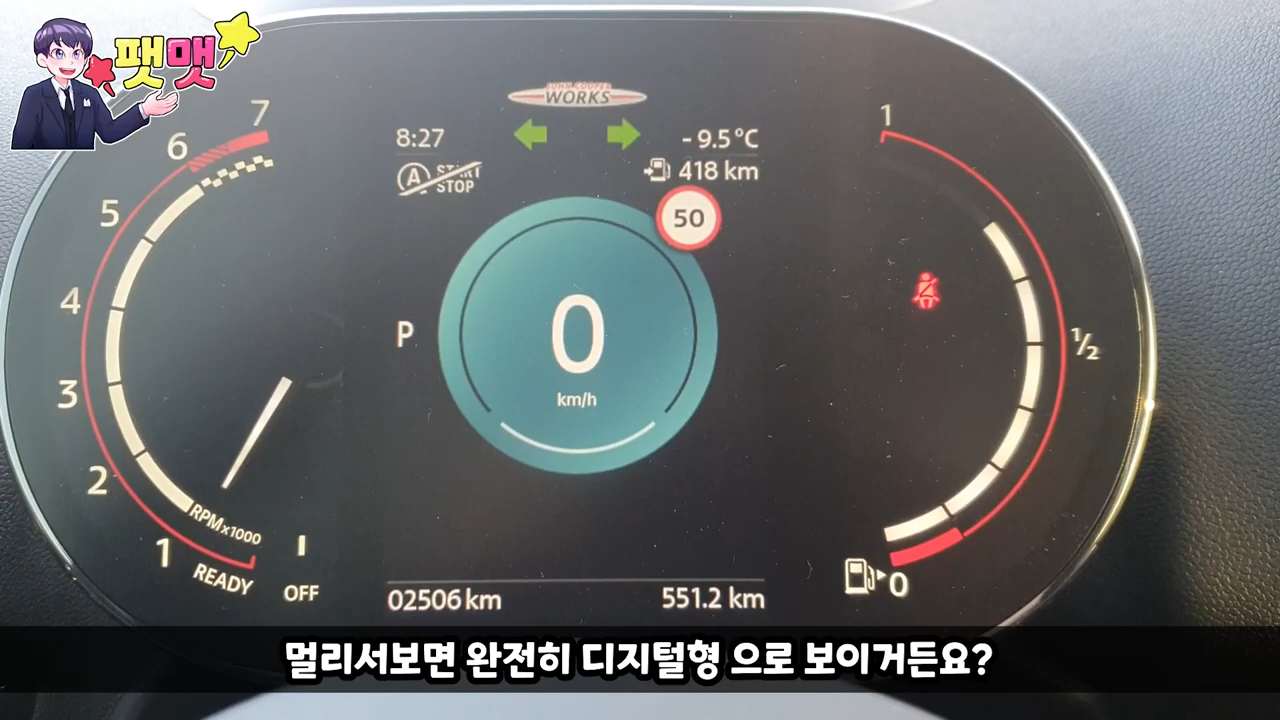 팻맷
JOHN COOPER
WORKS
8:27
- 9.5°C
A START
STOP
418 km
50
P
0
km/h
7
6
5
4
3
2
1
RPMx1000
READY
OFF
1
½
0
02506 km
551.2 km
멀리서보면 완전히 디지털형 으로 보이거든요?